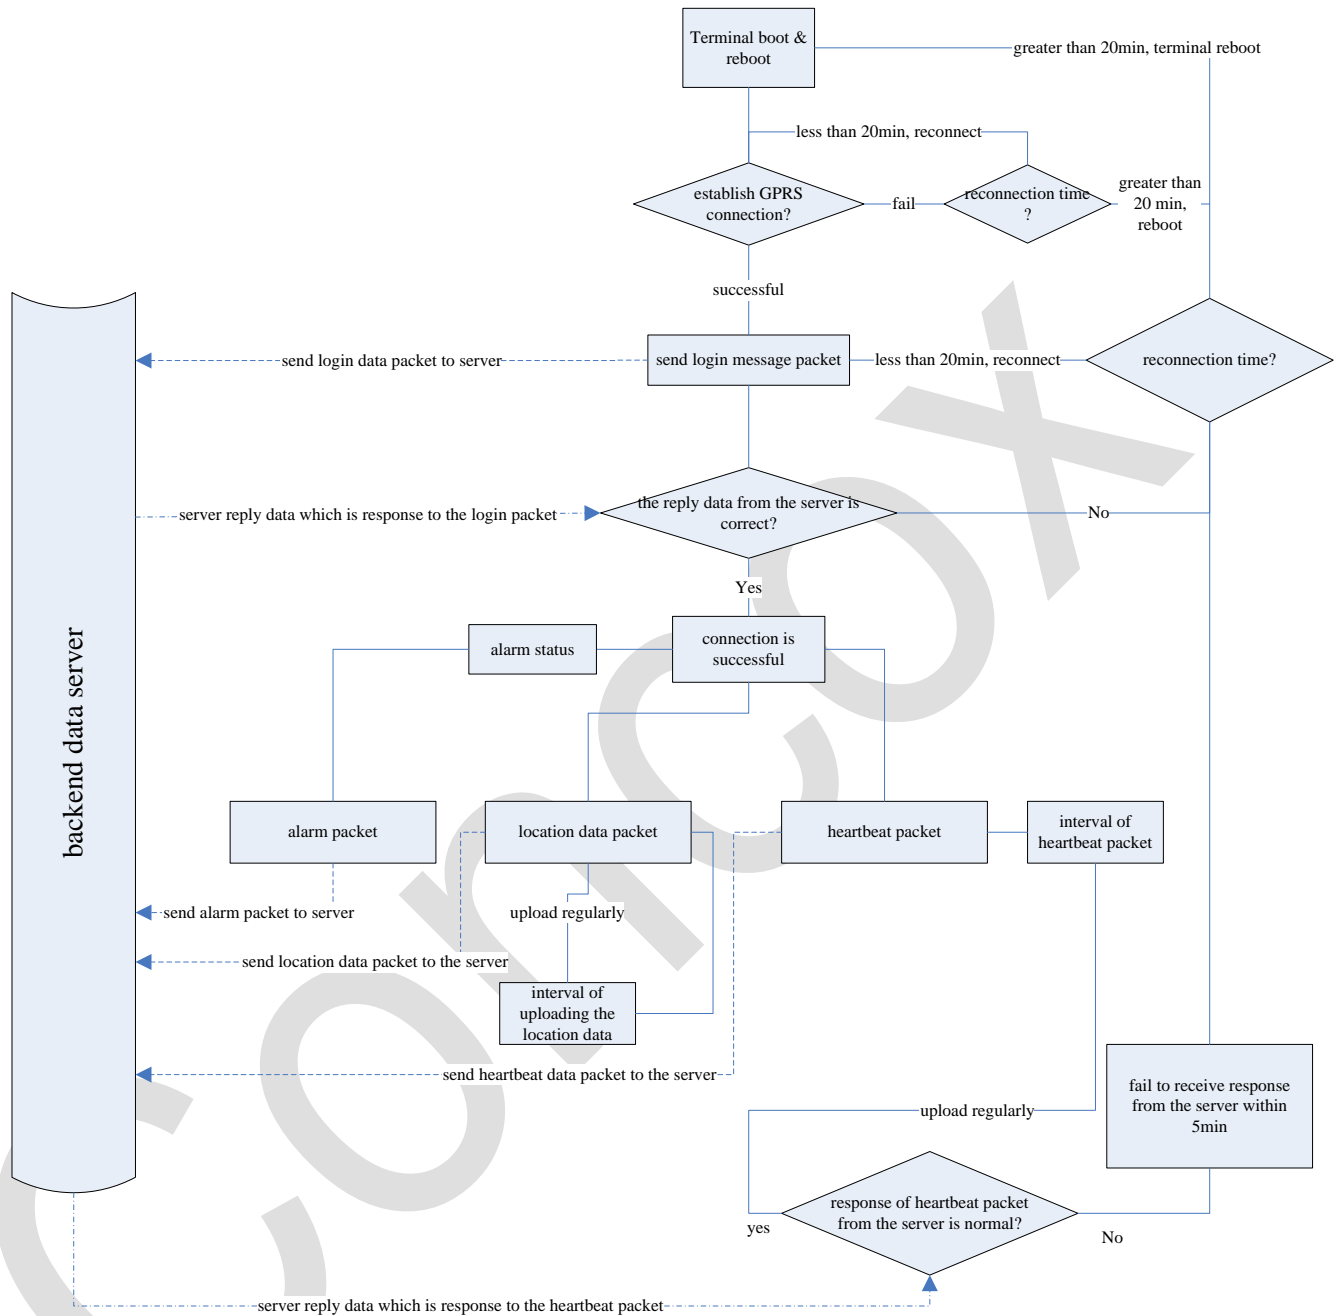 Terminal boot &
reboot
greater than 20min, terminal reboot
less than 20min, reconnect
establish GPRS
connection?
fail
reconnection time
?
greater than
20 min,
reboot
successful
send login data packet to server
send login message packet
less than 20min, reconnect
reconnection time?
server reply data which is response to the login packet
the reply data from the server is
correct?
No
Yes
alarm status
connection is
successful
backend data server
alarm packet
location data packet
heartbeat packet
interval of
heartbeat packet
send alarm packet to server
upload regularly
send location data packet to the server
interval of
uploading the
location data
send heartbeat data packet to the server
upload regularly
fail to receive response
from the server within
5min
response of heartbeat packet
from the server is normal?
yes
No
server reply data which is response to the heartbeat packet
Concox